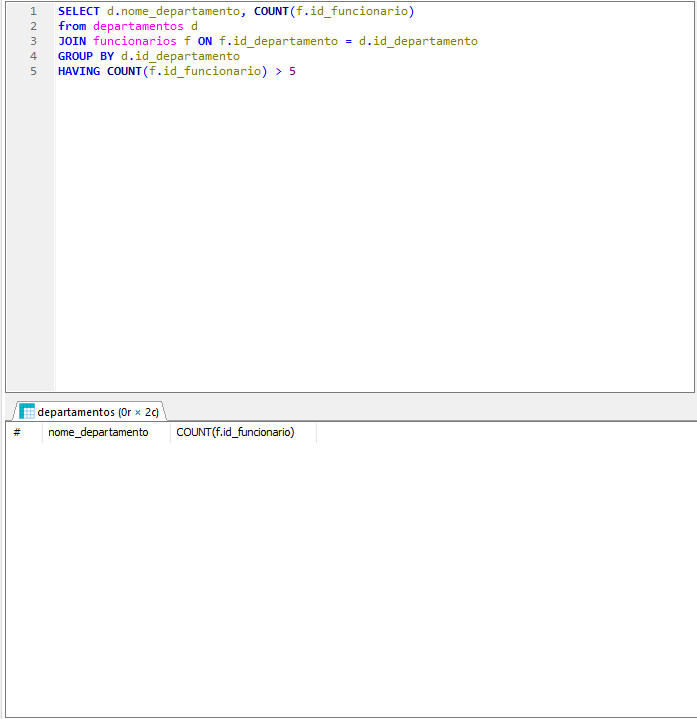 1 SELECT d.nome_departamento, COUNT(f.id_funcionario)
2 from departamentos d
3 JOIN funcionarios f ON f.id_departamento = d.id_departamento
4 GROUP BY d.id_departamento
5 HAVING COUNT(f.id_funcionario) > 5
departamentos (0r × 2c)
# nome_departamento COUNT(f.id_funcionario)